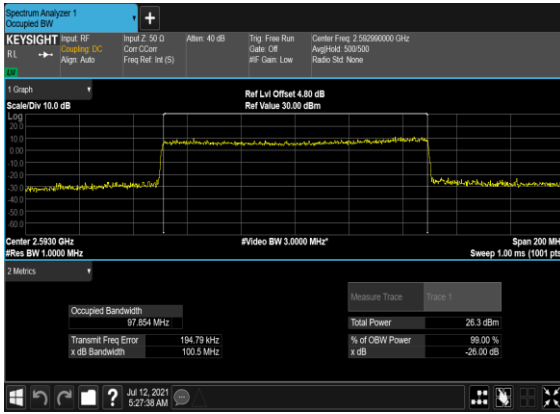 Spectrum Analyzer 1
Occupied BW
KEYSIGHT
RL
Input: RF
Coupling: DC
Align: Auto
Input Z: 50 Ω
Corr CCorr
Freq Ref: Int (S)
Atten: 40 dB
Trig: Free Run
Gate: Off
#IF Gain: Low
Center Freq: 2.592990000 GHz
Avg|Hold: 500/500
Radio Std: None
1 Graph
Scale/Div 10.0 dB
Ref Lvl Offset 4.80 dB
Ref Value 30.00 dBm
Log
20.0
10.0
0.00
-10.0
-20.0
-30.0
-40.0
-50.0
-60.0
Center 2.5930 GHz
#Res BW 1.0000 MHz
#Video BW 3.0000 MHz*
Span 200 MH
Sweep 1.00 ms (1001 pts
2 Metrics
Measure Trace
Trace 1
Occupied Bandwidth
97.854 MHz
Total Power
26.3 dBm
Transmit Freq Error
194.79 kHz
% of OBW Power
99.00 %
x dB Bandwidth
100.5 MHz
x dB
-26.00 dB
?
Jul 12, 2021
5:27:38 AM